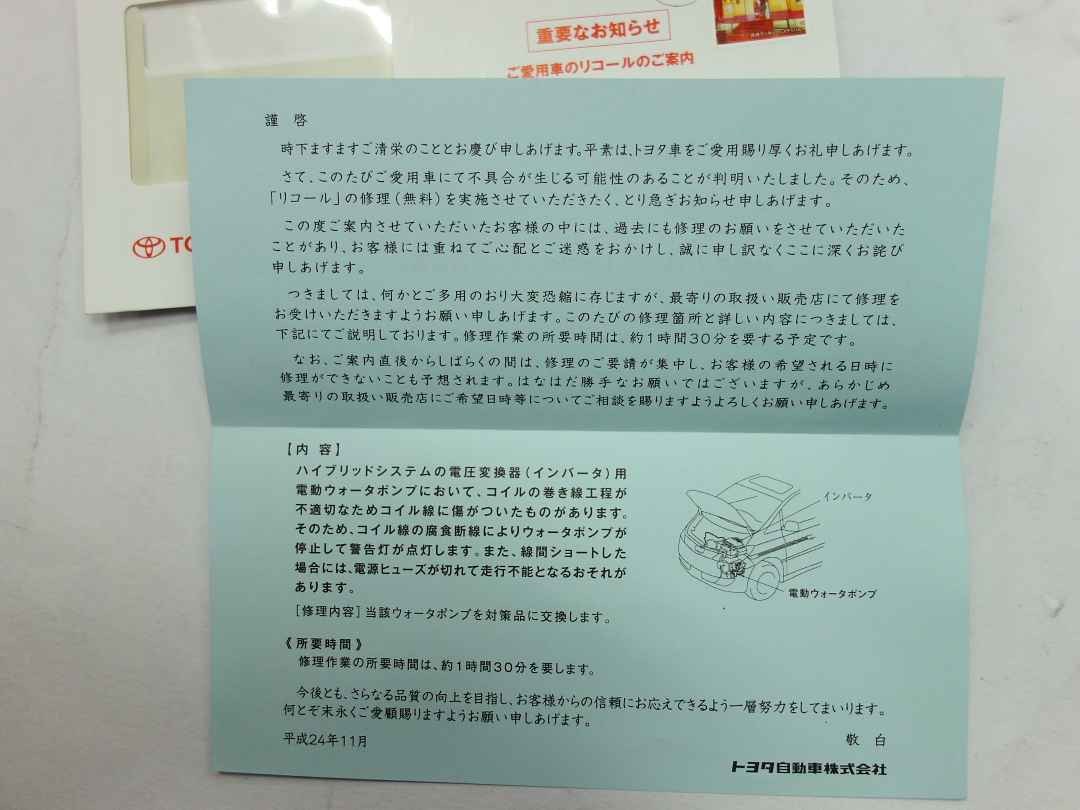 重要なお知らせ
ご愛用車のリコールのご案内
TO
謹 啓
時下ますますご清栄のこととお慶び申しあげます。平素は、トヨタ車をご愛用賜り厚くお礼申しあげます。
さて、このたびご愛用車にて不具合が生じる可能性のあることが判明いたしました。そのため、
「リコール」の修理(無料)を実施させていただきたく、とり急ぎお知らせ申しあげます。
この度ご案内させていただいたお客様の中には、過去にも修理のお願いをさせていただいた
ことがあり、お客様には重ねてご心配とご迷惑をおかけし、誠に申し訳なくここに深くお詫び
申しあげます。
つきましては、何かとご多用のおり大変恐縮に存じますが、最寄りの取扱い販売店にて修理を
お受けいただきますようお願い申しあげます。このたびの修理箇所と詳しい内容につきましては、
下記にてご説明しております。修理作業の所要時間は、約1時間30分を要する予定です。
なお、ご案内直後からしばらくの間は、修理のご要請が集中し、お客様の希望される日時に
修理ができないことも予想されます。はなはだ勝手なお願いではございますが、あらかじめ
最寄りの取扱い販売店にご希望日時等についてご相談を賜りますようよろしくお願い申しあげます。
【内 容】
ハイブリッドシステムの電圧変換器(インバータ)用
電動ウォータポンプにおいて、コイルの巻き線工程が
不適切なためコイル線に傷がついたものがあります。
そのため、コイル線の腐食断線によりウォータポンプが
停止して警告灯が点灯します。また、線間ショートした
場合には、電源ヒューズが切れて走行不能となるおそれが
あります。
[修理内容]当該ウォータポンプを対策品に交換します。
インバータ
電動ウォータポンプ
《所要時間》
修理作業の所要時間は、約1時間30分を要します。
今後とも、さらなる品質の向上を目指し、お客様からの信頼にお応えできるよう一層努力をしてまいります。
何とぞ末永くご愛顧賜りますようお願い申しあげます。
平成24年11月
敬 白
トヨタ自動車株式会社